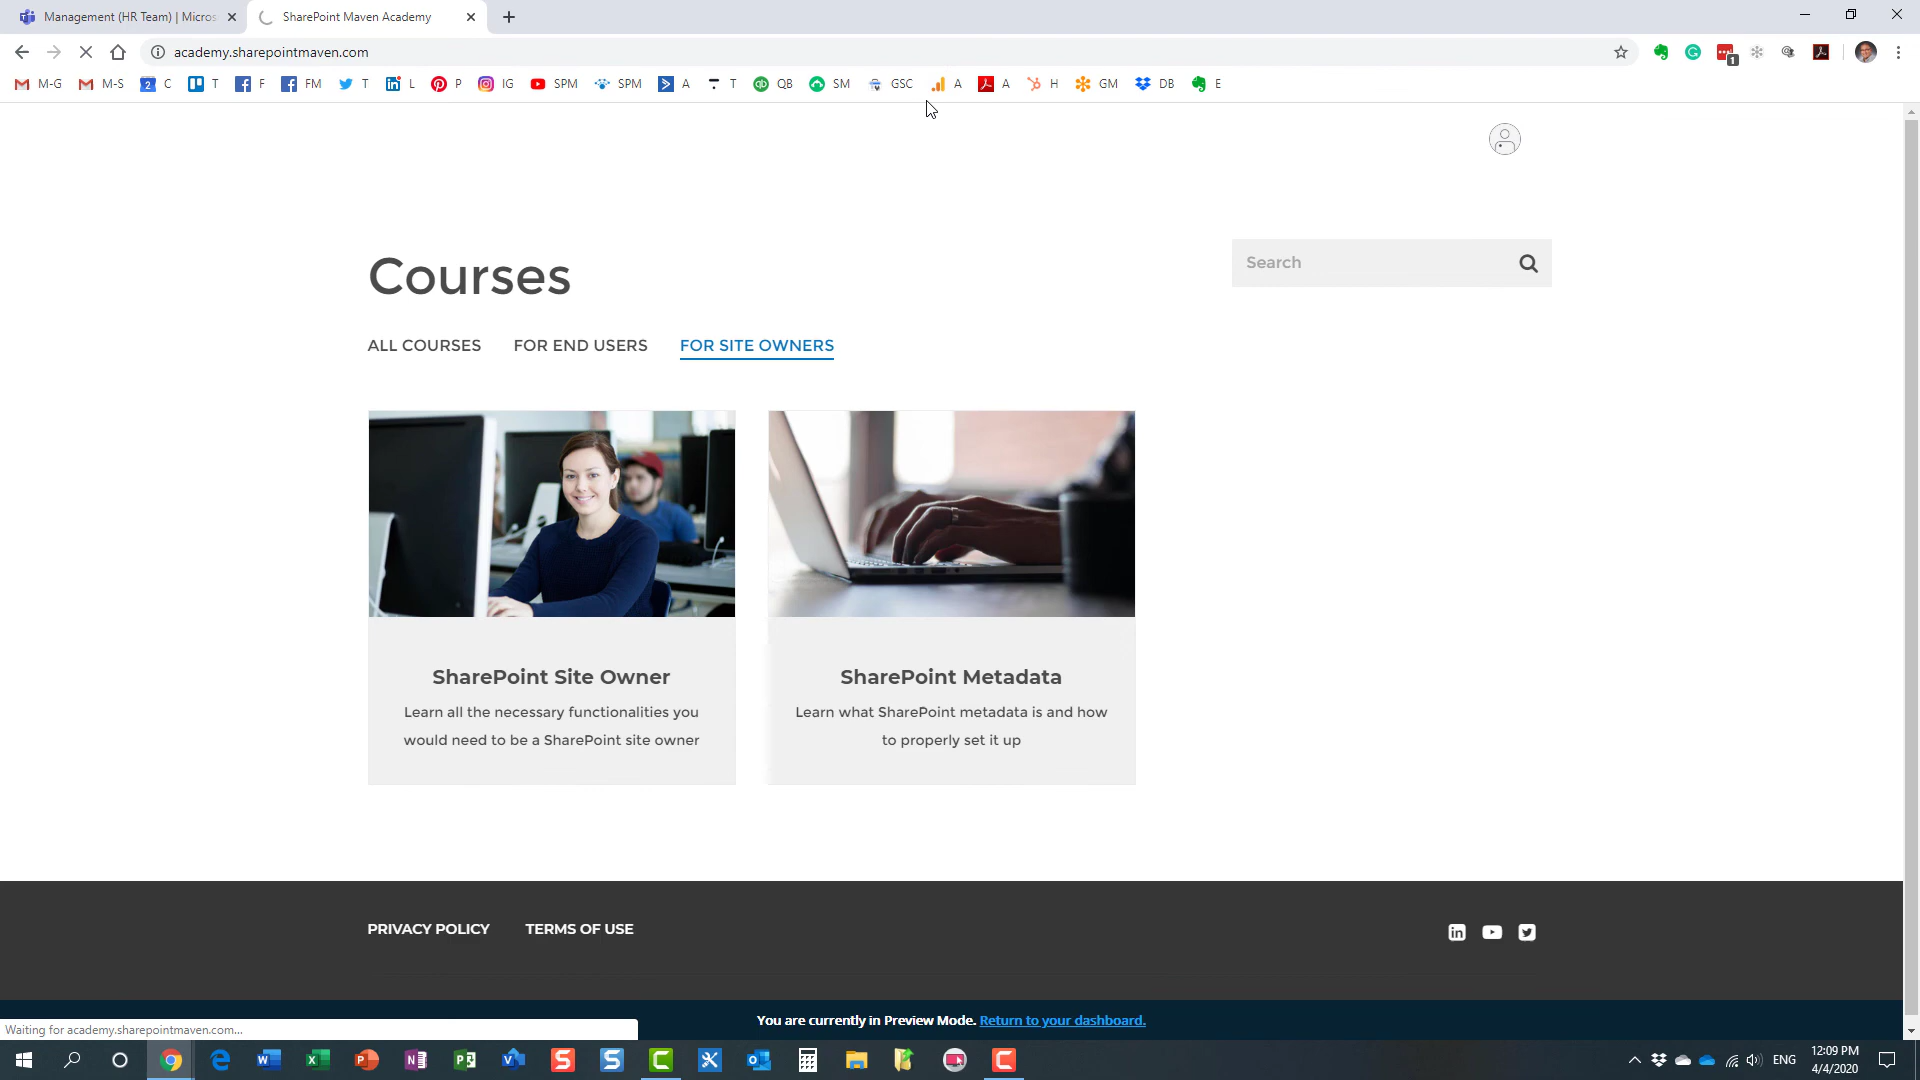 Management (HR Team) | Micros
SharePoint Maven Academy
academy.sharepointmaven.com
1
M-G M-S 2 C T F FM T L P IG SPM SPM A T QB SM GSC A A H GM DB E
Courses
Search
ALL COURSES FOR END USERS FOR SITE OWNERS
SharePoint Site Owner
Learn all the necessary functionalities you
would need to be a SharePoint site owner
SharePoint Metadata
Learn what SharePoint metadata is and how
to properly set it up
PRIVACY POLICY TERMS OF USE
You are currently in Preview Mode. Return to your dashboard.
Waiting for academy.sharepointmaven.com...
ENG
12:09 PM
4/4/2020